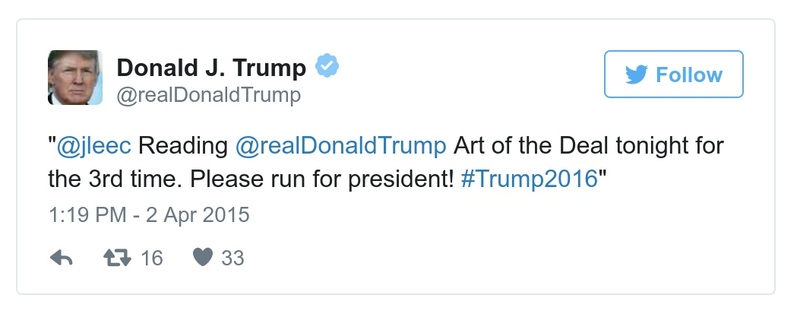 Donald J. Trump
@realDonaldTrump
Follow
"@jleec Reading @realDonaldTrump Art of the Deal tonight for
the 3rd time. Please run for president! #Trump2016"
1:19 PM - 2 Apr 2015
16 33